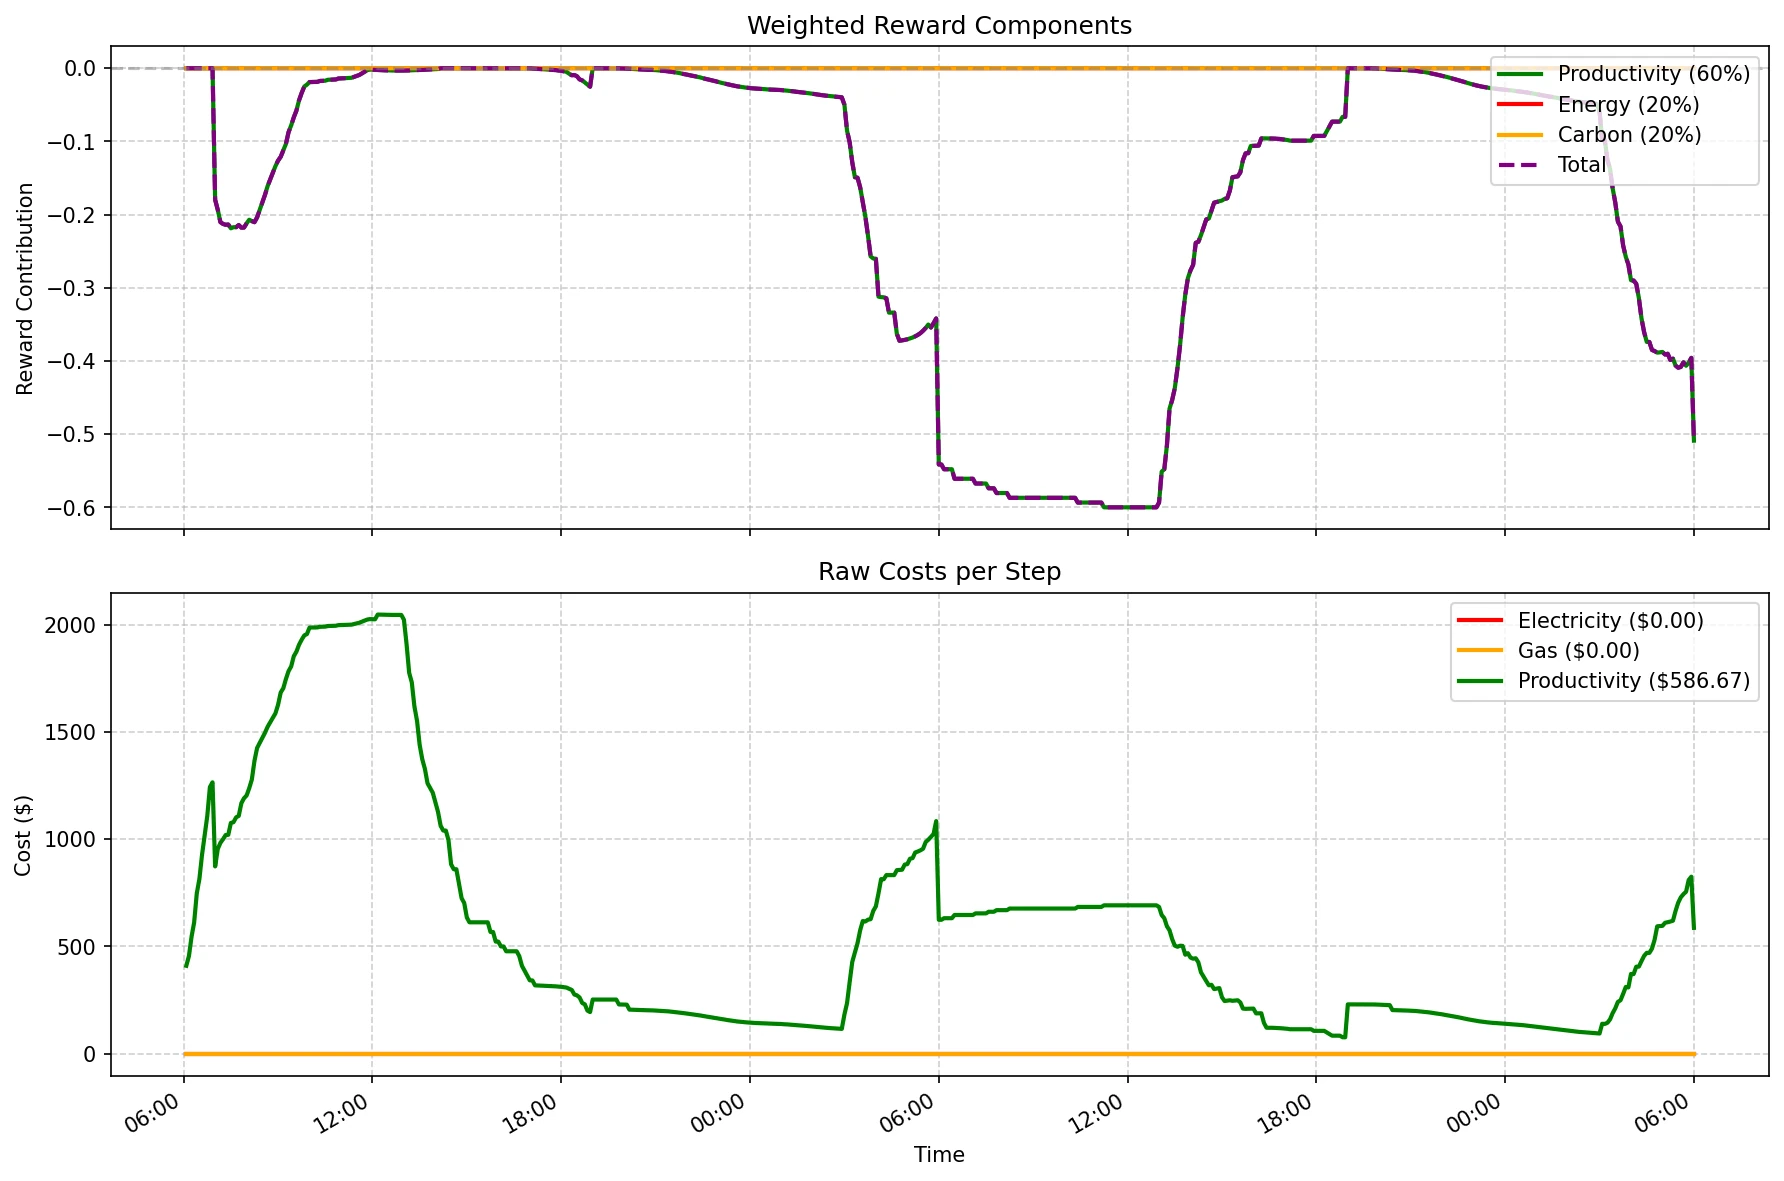 Weighted Reward Components
0.0
−0.1
−0.2
−0.3
−0.4
−0.5
−0.6
Reward Contribution
Productivity (60%)
Energy (20%)
Carbon (20%)
Total
Raw Costs per Step
2000
1500
1000
500
0
Cost ($)
Electricity ($0.00)
Gas ($0.00)
Productivity ($586.67)
06:00 12:00 18:00 00:00 06:00 12:00 18:00 00:00 06:00
Time